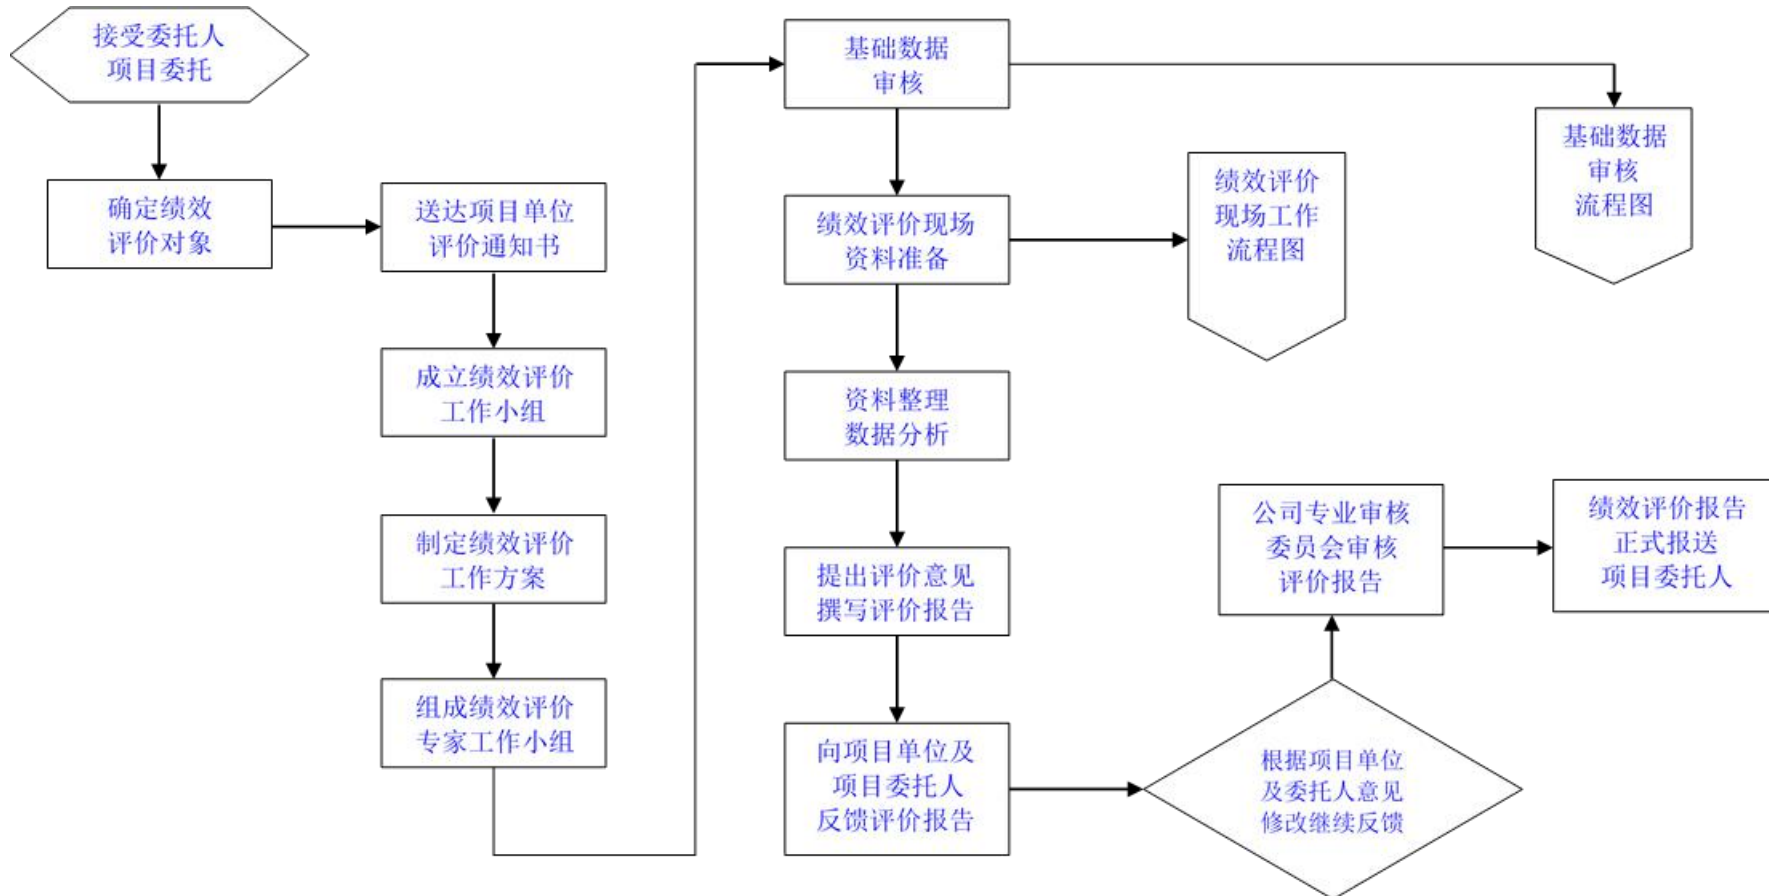 接受委托人
项目委托
确定绩效
评价对象
送达项目单位
评价通知书
成立绩效评价
工作小组
制定绩效评价
工作方案
组成绩效评价
专家工作小组
基础数据
审核
基础数据
审核
流程图
绩效评价现场
资料准备
绩效评价
现场工作
流程图
资料整理
数据分析
提出评价意见
撰写评价报告
向项目单位及
项目委托人
反馈评价报告
根据项目单位
及委托人意见
修改继续反馈
公司专业审核
委员会审核
评价报告
绩效评价报告
正式报送
项目委托人